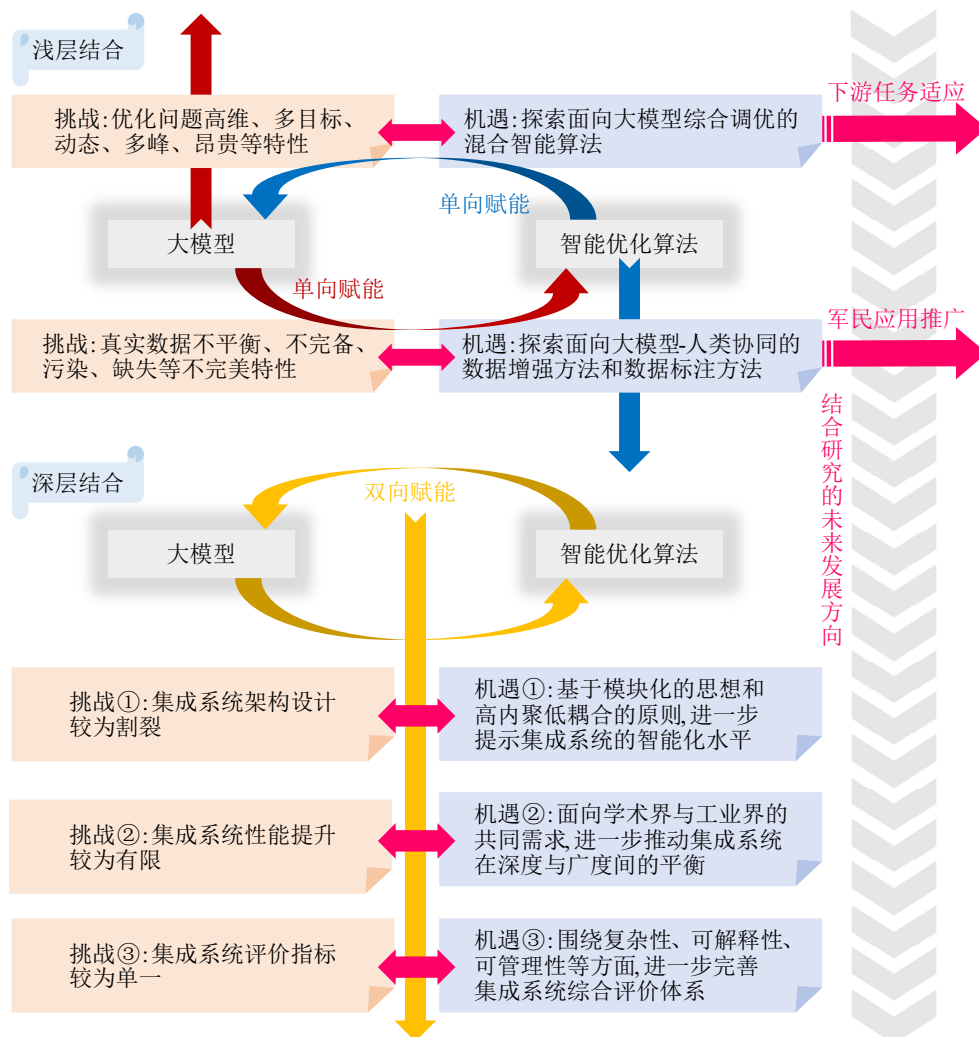 浅层结合
挑战:优化问题高维、多目标、
动态、多峰、昂贵等特性
机遇:探索面向大模型综合调优的
混合智能算法
下游任务适应
单向赋能
大模型
智能优化算法
单向赋能
挑战:真实数据不平衡、不完备、
污染、缺失等不完美特性
机遇:探索面向大模型-人类协同的
数据增强方法和数据标注方法
军民应用推广
结合研究的未来发展方向
深层结合
双向赋能
大模型
智能优化算法
挑战①:集成系统架构设计
较为割裂
机遇①:基于模块化的思想和
高内聚低耦合的原则,进一步
提示集成系统的智能化水平
挑战②:集成系统性能提升
较为有限
机遇②:面向学术界与工业界的
共同需求,进一步推动集成系统
在深度与广度间的平衡
挑战③:集成系统评价指标
较为单一
机遇③:围绕复杂性、可解释性、
可管理性等方面,进一步完善
集成系统综合评价体系